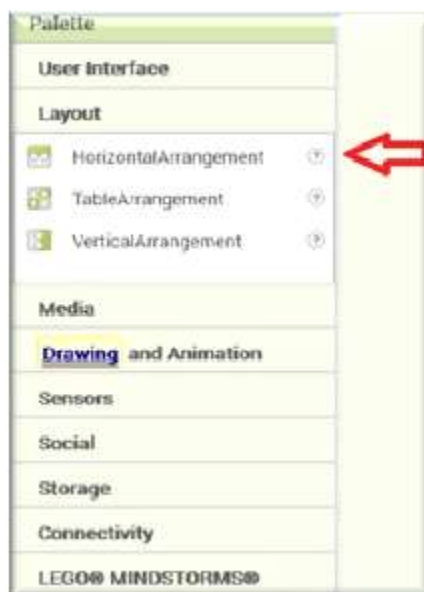 Palette
User Interface
Layout
HorizontalArrangement ?
TableArrangement ?
VerticalArrangement ?
Media
Drawing and Animation
Sensors
Social
Storage
Connectivity
LEGO® MINDSTORMS®